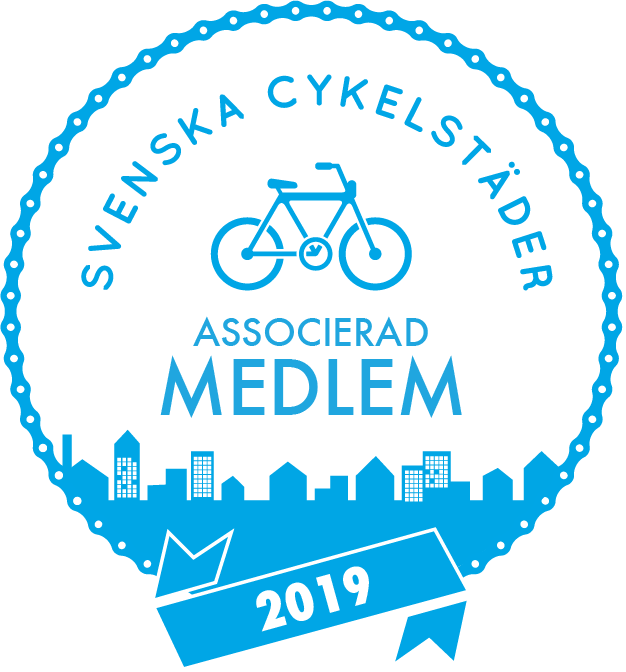 SVENSKA CYKELSTÄDER
ASSOCIERAD
MEDLEM
2019